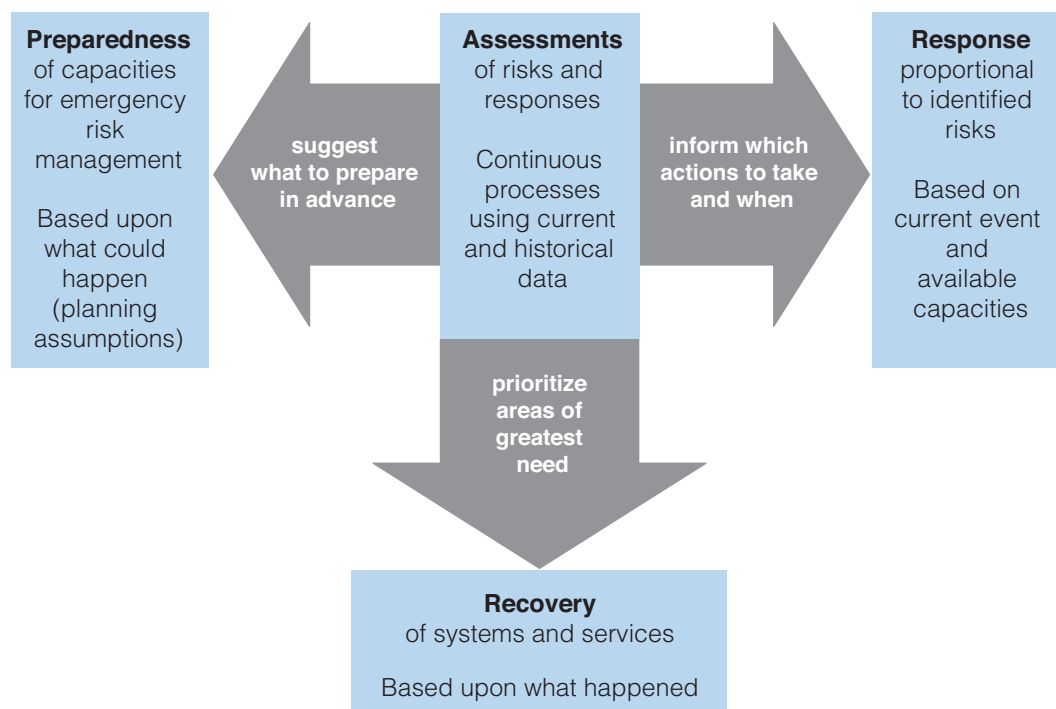 Preparedness
of capacities
for emergency
risk
management
Based upon
what could
happen
(planning
assumptions)
suggest
what to prepare
in advance
Assessments
of risks and
responses
Continuous
processes
using current
and historical
data
inform which
actions to take
and when
Response
proportional
to identified
risks
Based on
current event
and
available
capacities
prioritize
areas of
greatest
need
Recovery
of systems and services
Based upon what happened